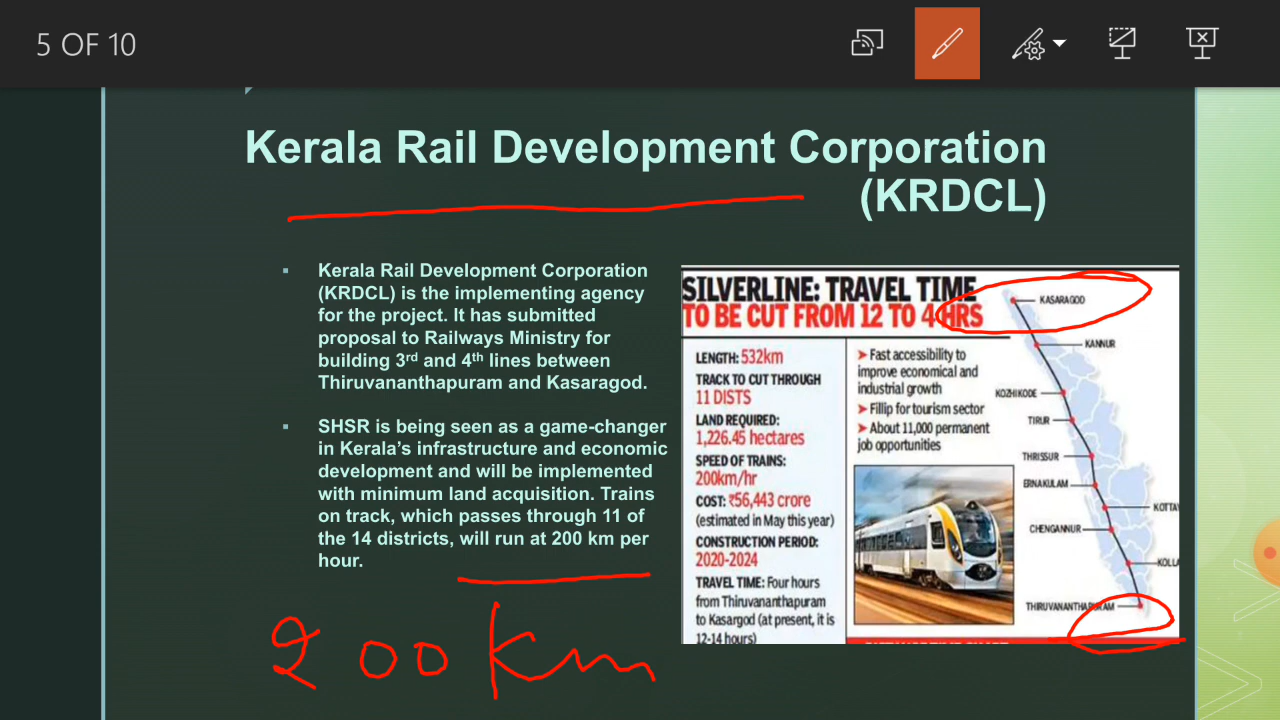 5 OF 10
Kerala Rail Development Corporation
(KRDCL)
▪ Kerala Rail Development Corporation
(KRDCL) is the implementing agency
for the project. It has submitted
proposal to Railways Ministry for
building 3rd and 4th lines between
Thiruvananthapuram and Kasaragod.
▪ SHSR is being seen as a game-changer
in Kerala’s infrastructure and economic
development and will be implemented
with minimum land acquisition. Trains
on track, which passes through 11 of
the 14 districts, will run at 200 km per
hour.
200 km
SILVERLINE: TRAVEL TIME
TO BE CUT FROM 12 TO 4 HRS
LENGTH: 532km
TRACK TO CUT THROUGH
11 DISTS
LAND REQUIRED:
1,226.45 hectares
SPEED OF TRAINS:
200km/hr
COST: ₹56,443 crore
(estimated in May this year)
CONSTRUCTION PERIOD:
2020-2024
TRAVEL TIME: Four hours
from Thiruvananthapuram
to Kasargod (at present, it is
12-14 hours)
➤ Fast accessibility to
improve economical and
industrial growth
➤ Fillip for tourism sector
➤ About 11,000 permanent
job opportunities
KASARAGOD
KANNUR
KOZHIKODE
TIRUR
THRISSUR
ERNAKULAM
KOTTA
CHENGANNUR
KOLL
THIRUVANANTHAPURAM